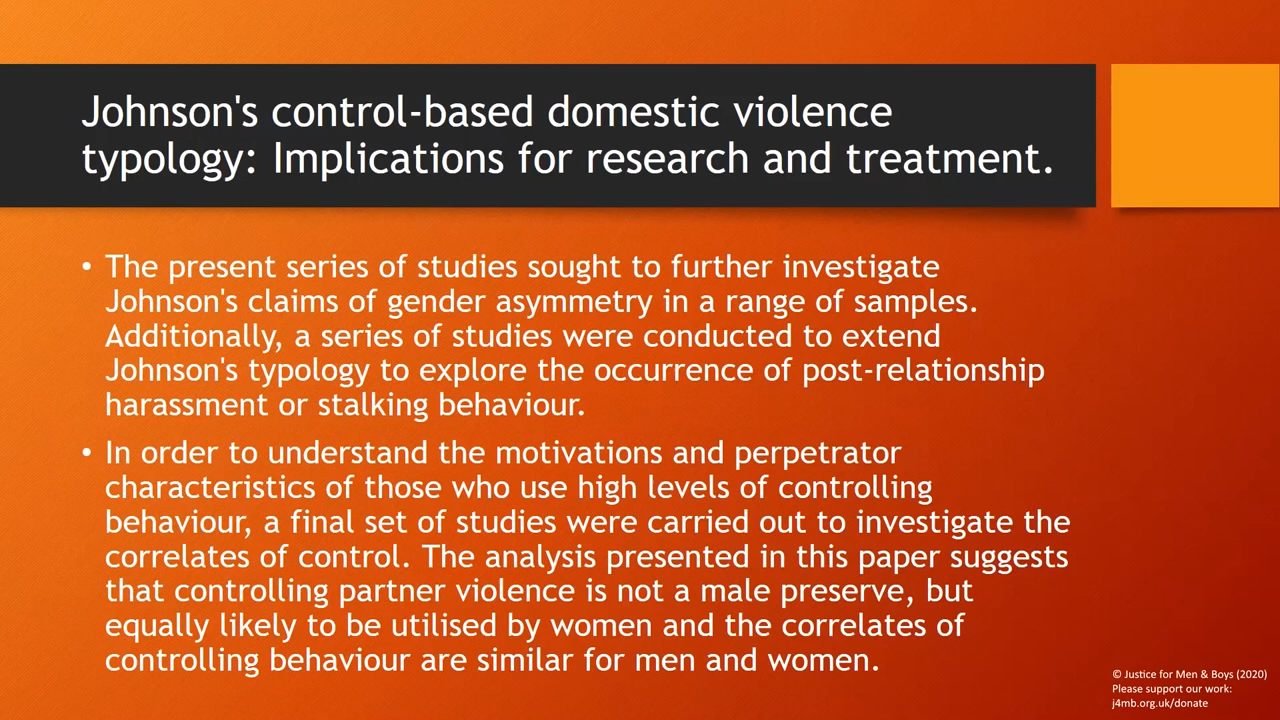 Johnson's control-based domestic violence
typology: Implications for research and treatment.
• The present series of studies sought to further investigate
Johnson's claims of gender asymmetry in a range of samples.
Additionally, a series of studies were conducted to extend
Johnson's typology to explore the occurrence of post-relationship
harassment or stalking behaviour.
• In order to understand the motivations and perpetrator
characteristics of those who use high levels of controlling
behaviour, a final set of studies were carried out to investigate the
correlates of control. The analysis presented in this paper suggests
that controlling partner violence is not a male preserve, but
equally likely to be utilised by women and the correlates of
controlling behaviour are similar for men and women.
© Justice for Men & Boys (2020)
Please support our work:
j4mb.org.uk/donate